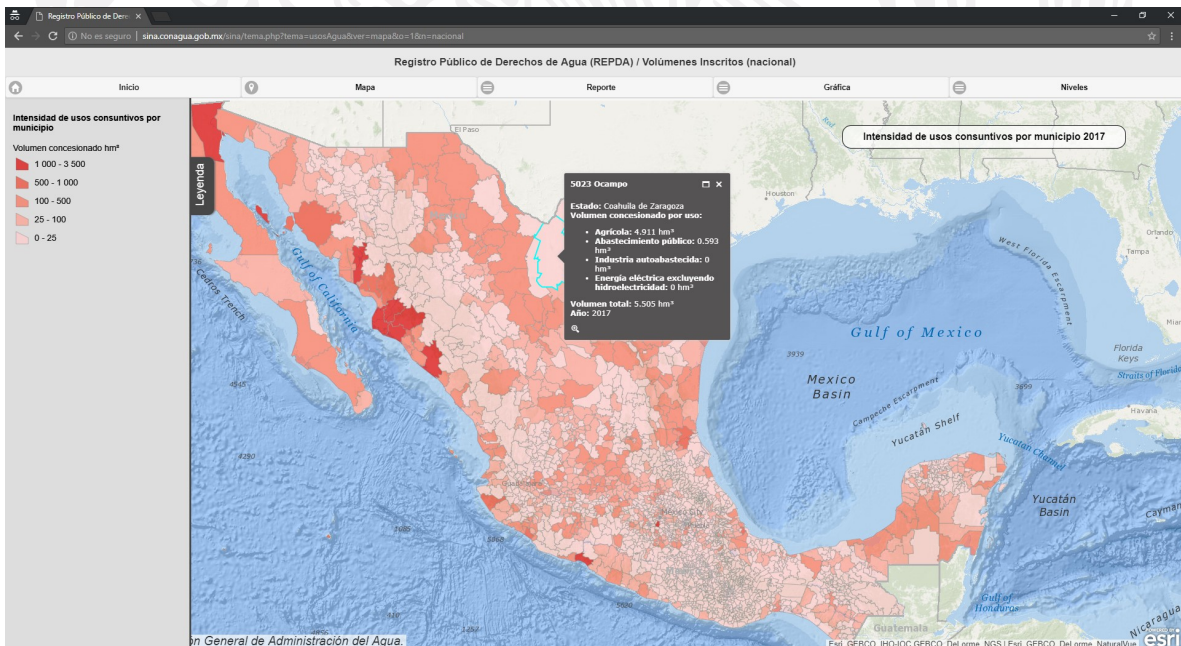 Registro Público de Dere
No es seguro | sina.conagua.gob.mx/sina/tema.php?tema=usosAgua&ver=mapa&o=1&n=nacional
Registro Público de Derechos de Agua (REPDA) / Volúmenes Inscritos (nacional)
Inicio
Mapa
Reporte
Gráfica
Niveles
Intensidad de usos consuntivos por
municipio
Volumen concesionado hm³
1 000 - 3 500
500 - 1 000
100 - 500
25 - 100
0 - 25
Leyenda
Intensidad de usos consuntivos por municipio 2017
El Paso
Red
Houston
5023 Ocampo
Estado: Coahuila de Zaragoza
Volumen concesionado por uso:
• Agrícola: 4.911 hm³
• Abastecimiento público: 0.593
hm³
• Industria autoabastecida: 0
hm³
• Energía eléctrica excluyendo
hidroelectricidad: 0 hm³
Volumen total: 5.505 hm³
Año: 2017
Orlando
Tampa
West Florida Escarpment
Miar
Florida
Keys
Straits of Florida
Havana
Gulf of California
Cedros Trench
Gulf of Mexico
3939
Mexico
Basin
Campeche Escarpment
Yucatán Shelf
Yucatan Channel
Yucatán
Basin
Cayman
4290
Mexico City
Puebla
Gulf of
Honduras
Guatemala
Nicaragua
ón General de Administración del Agua.
Esri, GEBCO, IHO-IOC GEBCO, DeLorme, NGS | Esri, GEBCO, DeLorme, NaturalVue
esri